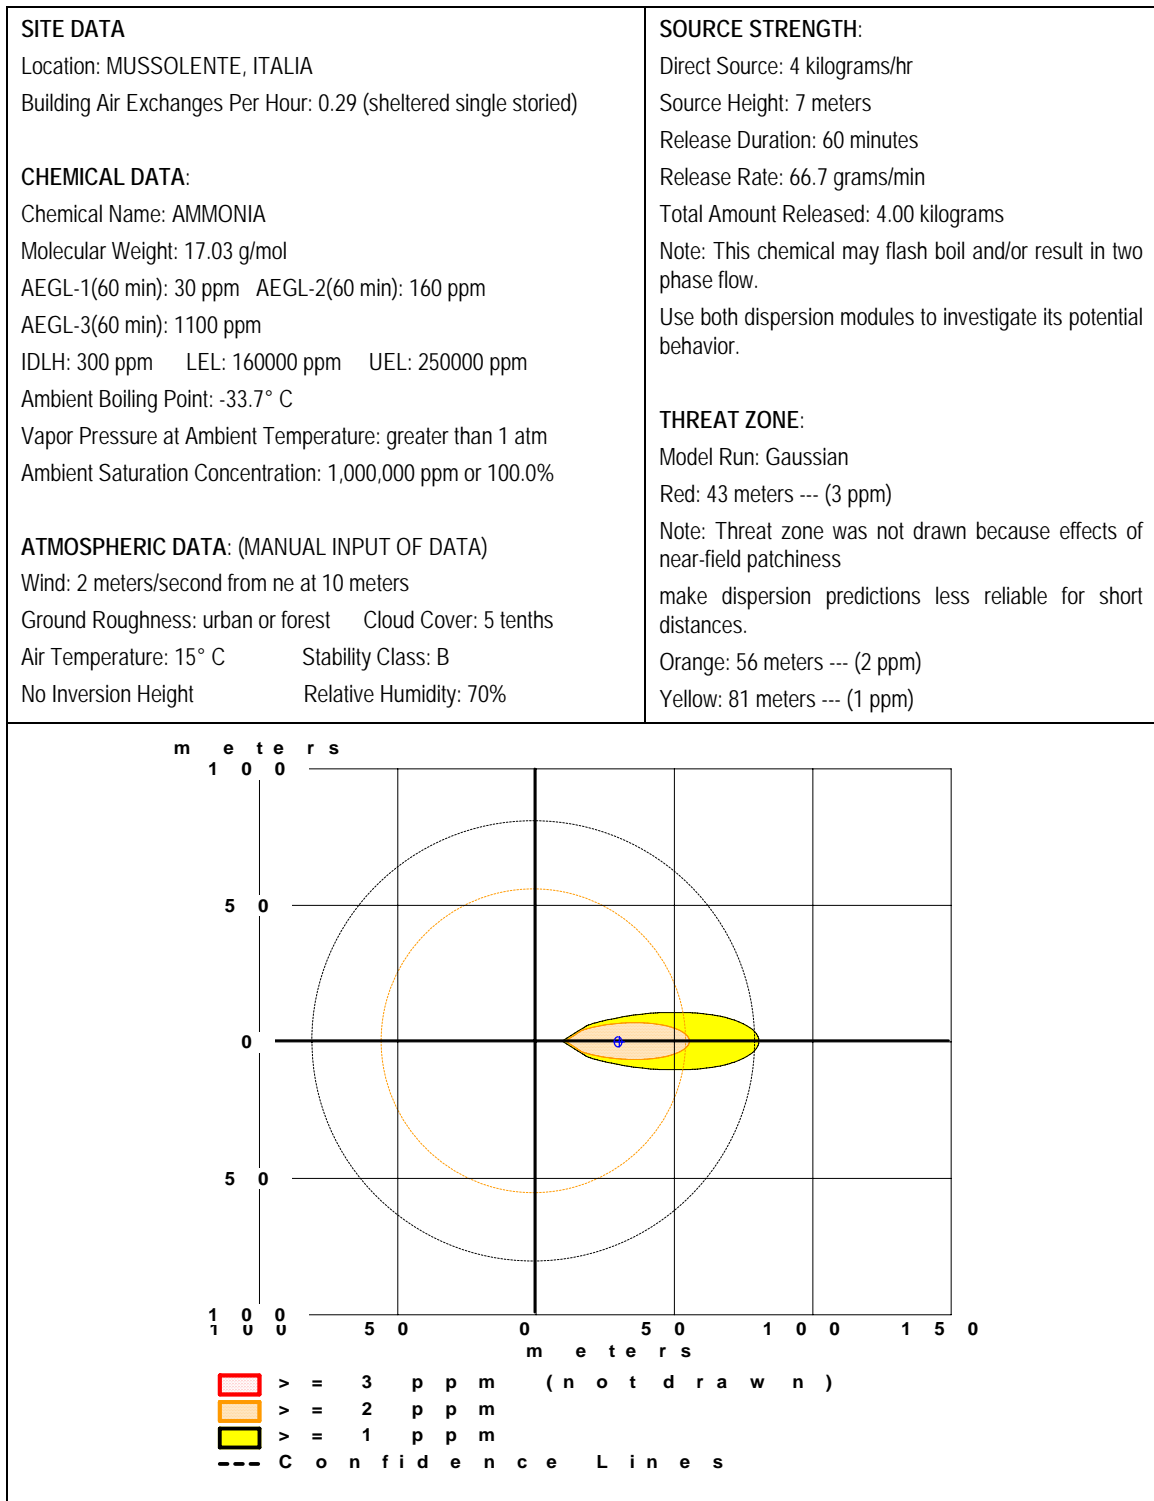 SITE DATA
Location: MUSSOLENTE, ITALIA
Building Air Exchanges Per Hour: 0.29 (sheltered single storied)
CHEMICAL DATA:
Chemical Name: AMMONIA
Molecular Weight: 17.03 g/mol
AEGL-1(60 min): 30 ppm AEGL-2(60 min): 160 ppm
AEGL-3(60 min): 1100 ppm
IDLH: 300 ppm LEL: 160000 ppm UEL: 250000 ppm
Ambient Boiling Point: -33.7° C
Vapor Pressure at Ambient Temperature: greater than 1 atm
Ambient Saturation Concentration: 1,000,000 ppm or 100.0%
ATMOSPHERIC DATA: (MANUAL INPUT OF DATA)
Wind: 2 meters/second from ne at 10 meters
Ground Roughness: urban or forest Cloud Cover: 5 tenths
Air Temperature: 15° C Stability Class: B
No Inversion Height Relative Humidity: 70%
SOURCE STRENGTH:
Direct Source: 4 kilograms/hr
Source Height: 7 meters
Release Duration: 60 minutes
Release Rate: 66.7 grams/min
Total Amount Released: 4.00 kilograms
Note: This chemical may flash boil and/or result in two
phase flow.
Use both dispersion modules to investigate its potential
behavior.
THREAT ZONE:
Model Run: Gaussian
Red: 43 meters --- (3 ppm)
Note: Threat zone was not drawn because effects of
near-field patchiness
make dispersion predictions less reliable for short
distances.
Orange: 56 meters --- (2 ppm)
Yellow: 81 meters --- (1 ppm)
meters
100
50
0
50
100
100 50 0 50 100 150
meters
>= 3 ppm (not drawn)
>= 2 ppm
>= 1 ppm
Confidence Lines